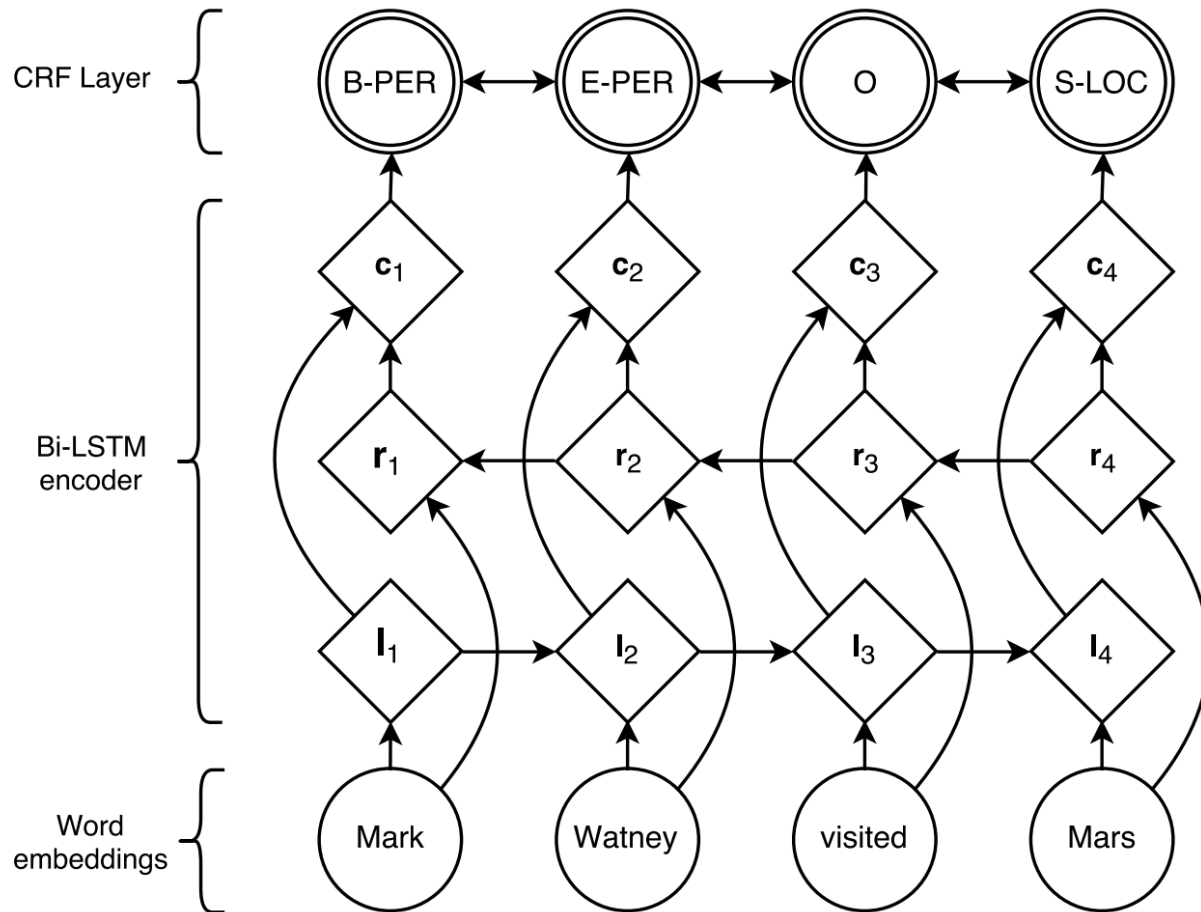 CRF Layer
B-PER
E-PER
O
S-LOC
c1
c2
c3
c4
Bi-LSTM
encoder
r1
r2
r3
r4
l1
l2
l3
l4
Word
embeddings
Mark
Watney
visited
Mars